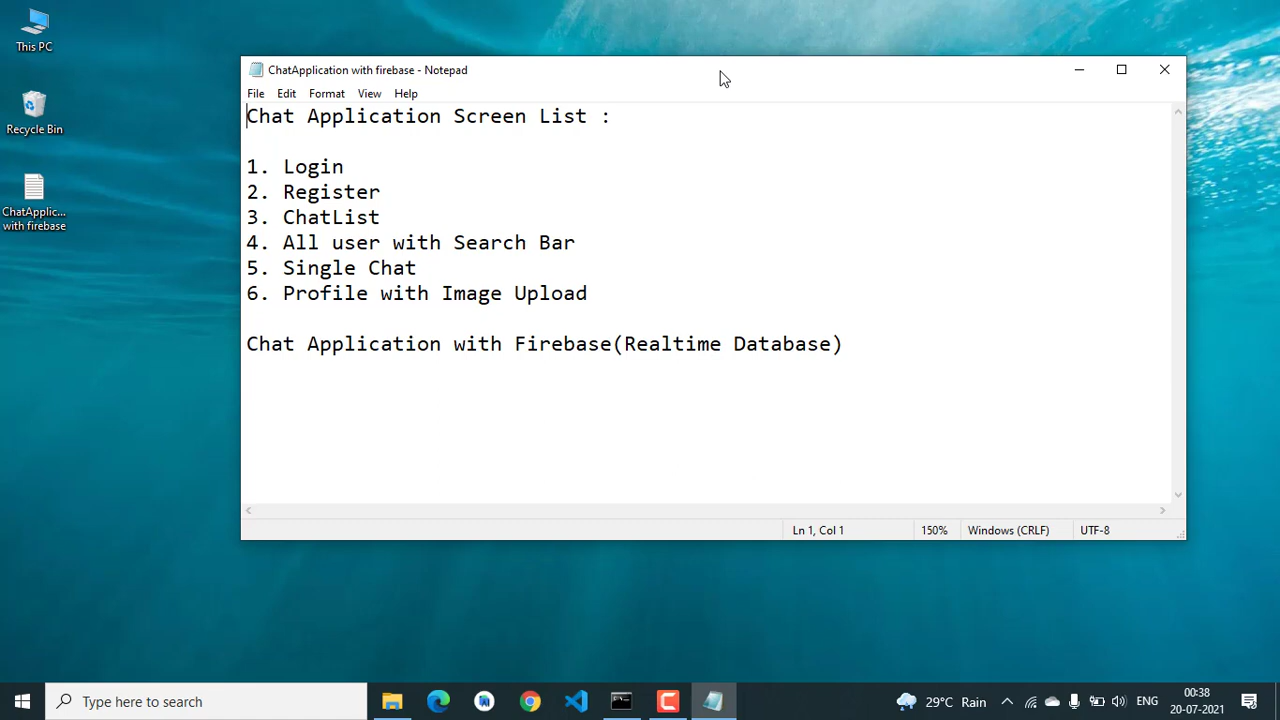 This PC
Recycle Bin
ChatApplic...
with firebase
ChatApplication with firebase - Notepad
File Edit Format View Help
Chat Application Screen List :
1. Login
2. Register
3. ChatList
4. All user with Search Bar
5. Single Chat
6. Profile with Image Upload
Chat Application with Firebase(Realtime Database)
Ln 1, Col 1 150% Windows (CRLF) UTF-8
Type here to search
29°C Rain
ENG
00:38
20-07-2021